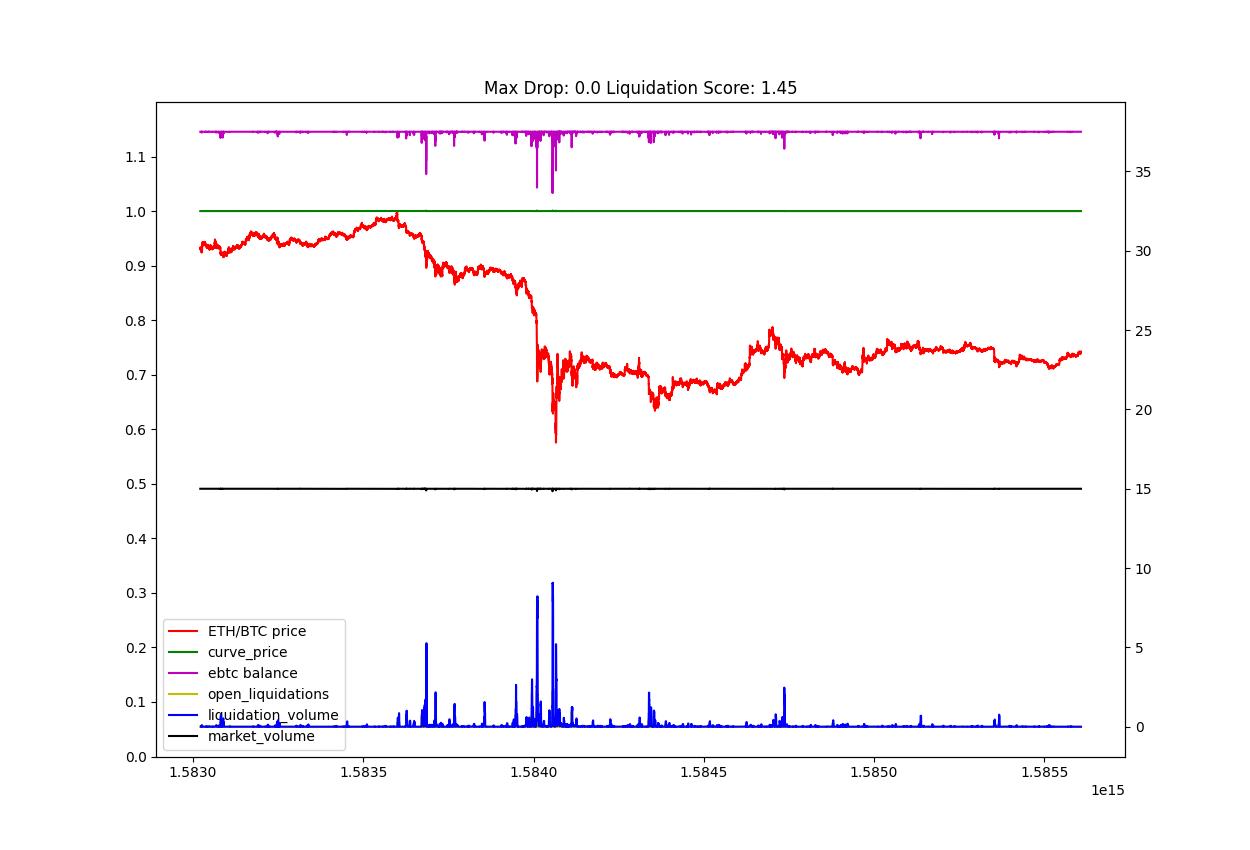 Max Drop: 0.0 Liquidation Score: 1.45
1.1
1.0
0.9
0.8
0.7
0.6
0.5
0.4
0.3
0.2
0.1
0.0
35
30
25
20
15
10
5
0
ETH/BTC price
curve_price
ebtc balance
open_liquidations
liquidation_volume
market_volume
1.5830 1.5835 1.5840 1.5845 1.5850 1.5855
1e15